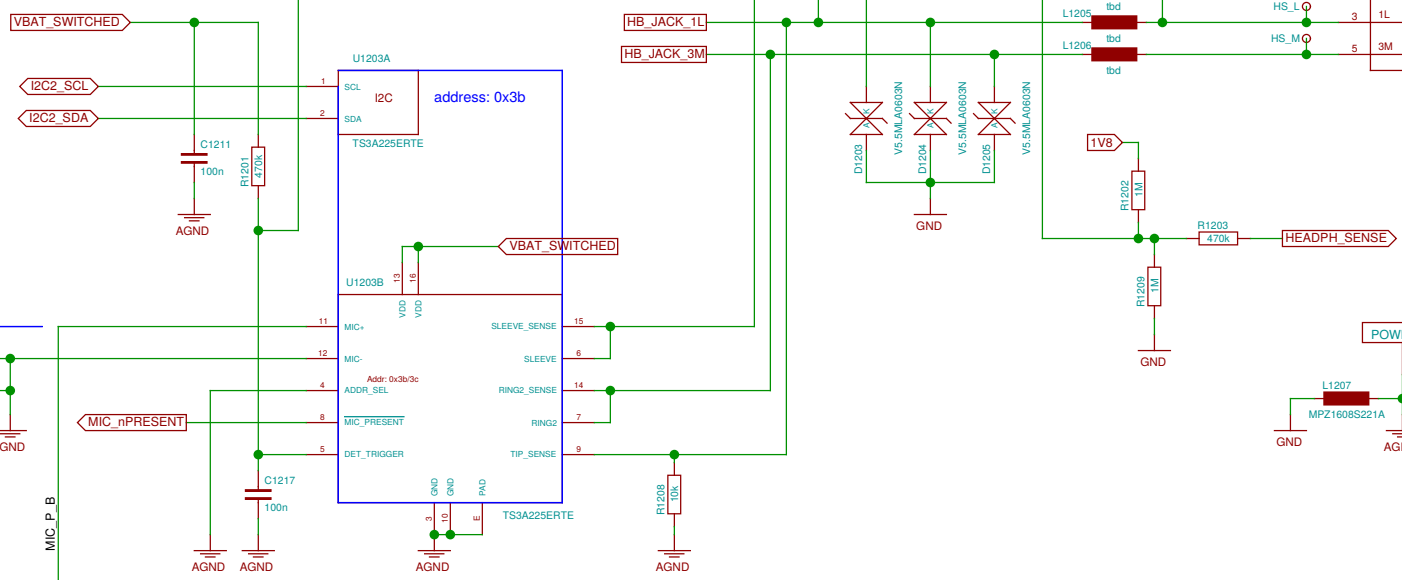 VBAT_SWITCHED
HB_JACK_1L
HB_JACK_3M
L1205
tbd
L1206
tbd
tbd
HS_L
HS_M
3
1L
5
3M
I2C2_SCL
I2C2_SDA
U1203A
1
SCL
2
SDA
I2C
address: 0x3b
TS3A225ERTE
C1211
100n
R1201
470k
AGND
D1203
A
K
V5.5MLA0603N
D1204
A
K
V5.5MLA0603N
D1205
A
K
V5.5MLA0603N
GND
1V8
R1202
1M
R1203
470k
HEADPH_SENSE
R1209
1M
GND
VBAT_SWITCHED
U1203B
13
16
VDD
VDD
11
MIC+
12
MIC-
Addr: 0x3b/3c
4
ADDR_SEL
MIC_nPRESENT
8
MIC_PRESENT
5
DET_TRIGGER
SLEEVE_SENSE
15
SLEEVE
6
RING2_SENSE
14
RING2
7
TIP_SENSE
9
GND
GND
PAD
3
10
E
TS3A225ERTE
AGND
R1208
10k
AGND
C1217
100n
AGND
AGND
GND
MIC_P_B
POW
L1207
MPZ1608S221A
GND
AG